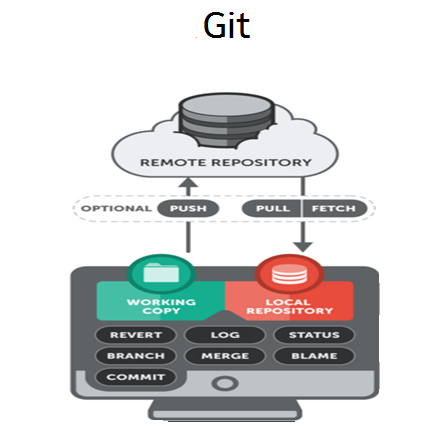 Git
REMOTE REPOSITORY
OPTIONAL PUSH PULL FETCH
WORKING COPY
LOCAL REPOSITORY
REVERT LOG STATUS
BRANCH MERGE BLAME
COMMIT